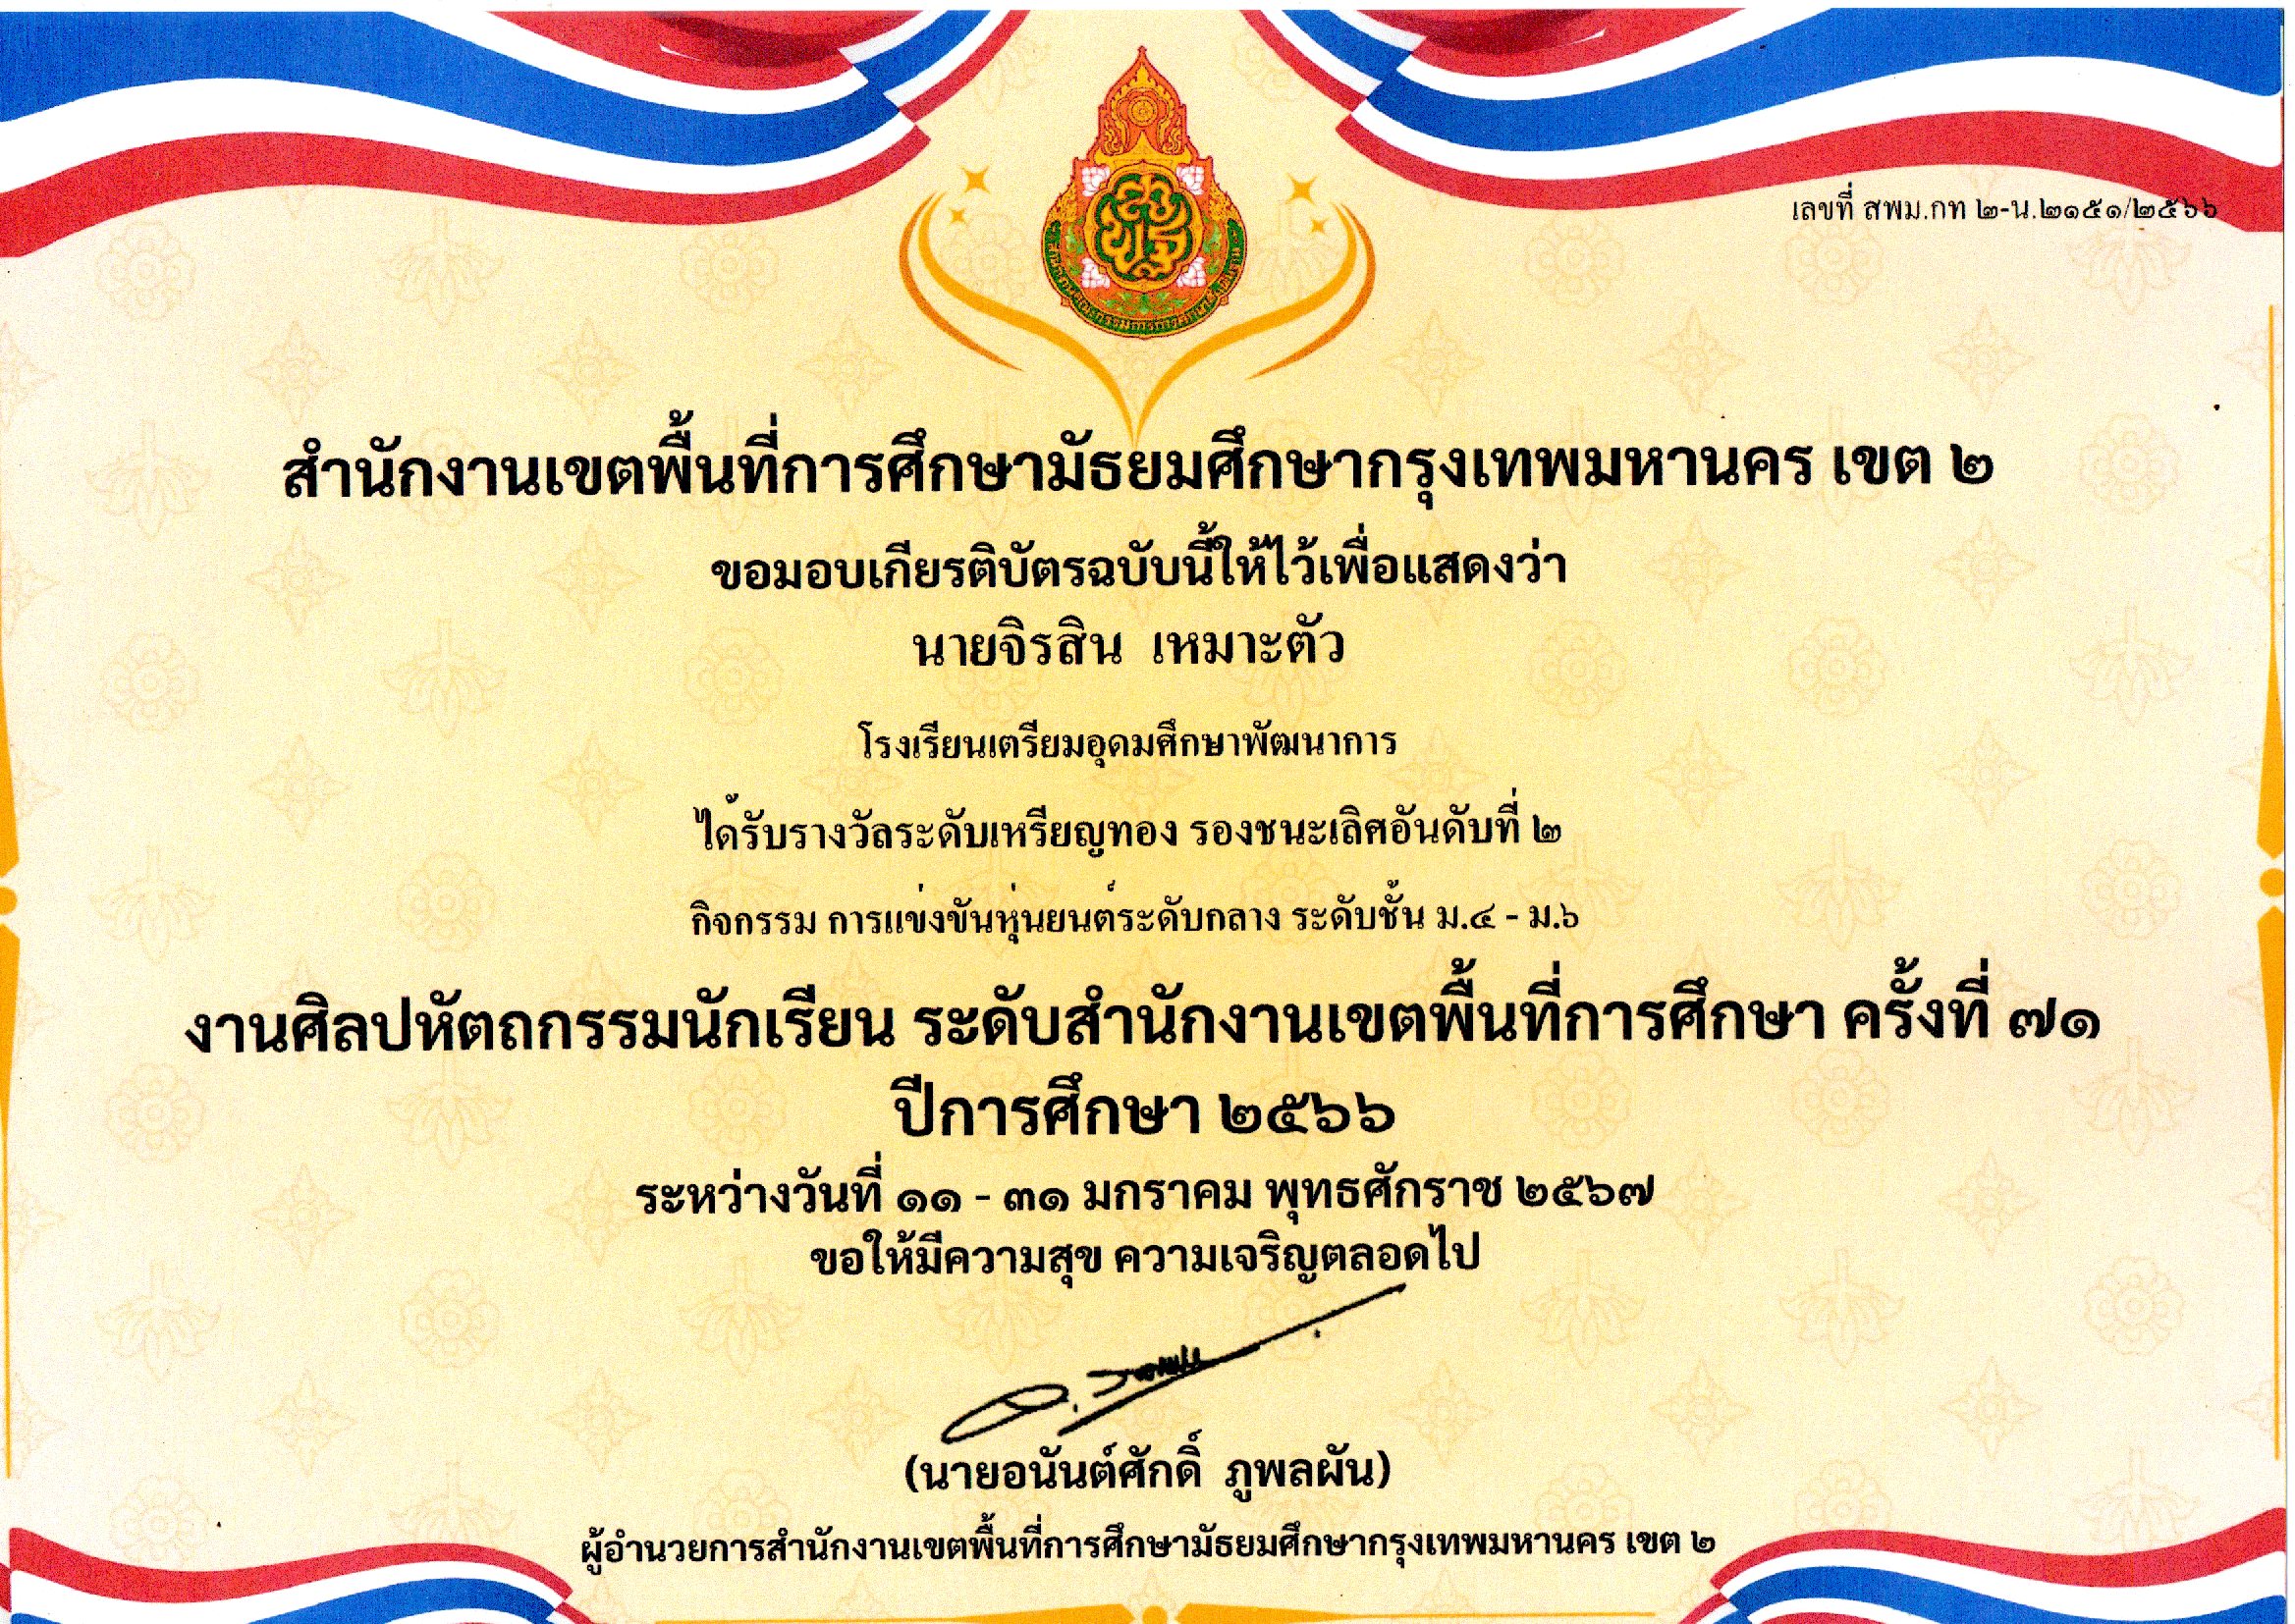 เลขที่ สพม.กท ๒-น.๒๑๕๑/๒๕๖๖
สำนักงานเขตพื้นที่การศึกษามัธยมศึกษากรุงเทพมหานคร เขต ๒
ขอมอบเกียรติบัตรฉบับนี้ให้ไว้เพื่อแสดงว่า
นายจิรสิน เหมาะตัว
โรงเรียนเตรียมอุดมศึกษาพัฒนาการ
ได้รับรางวัลระดับเหรียญทอง รองชนะเลิศอันดับที่ ๒
กิจกรรม การแข่งขันหุ่นยนต์ระดับกลาง ระดับชั้น ม.๔ - ม.๖
งานศิลปหัตถกรรมนักเรียน ระดับสำนักงานเขตพื้นที่การศึกษา ครั้งที่ ๗๑
ปีการศึกษา ๒๕๖๖
ระหว่างวันที่ ๑๑ - ๓๑ มกราคม พุทธศักราช ๒๕๖๗
ขอให้มีความสุข ความเจริญตลอดไป
(นายอนันต์ศักดิ์ ภูพลผัน)
ผู้อำนวยการสำนักงานเขตพื้นที่การศึกษามัธยมศึกษากรุงเทพมหานคร เขต ๒